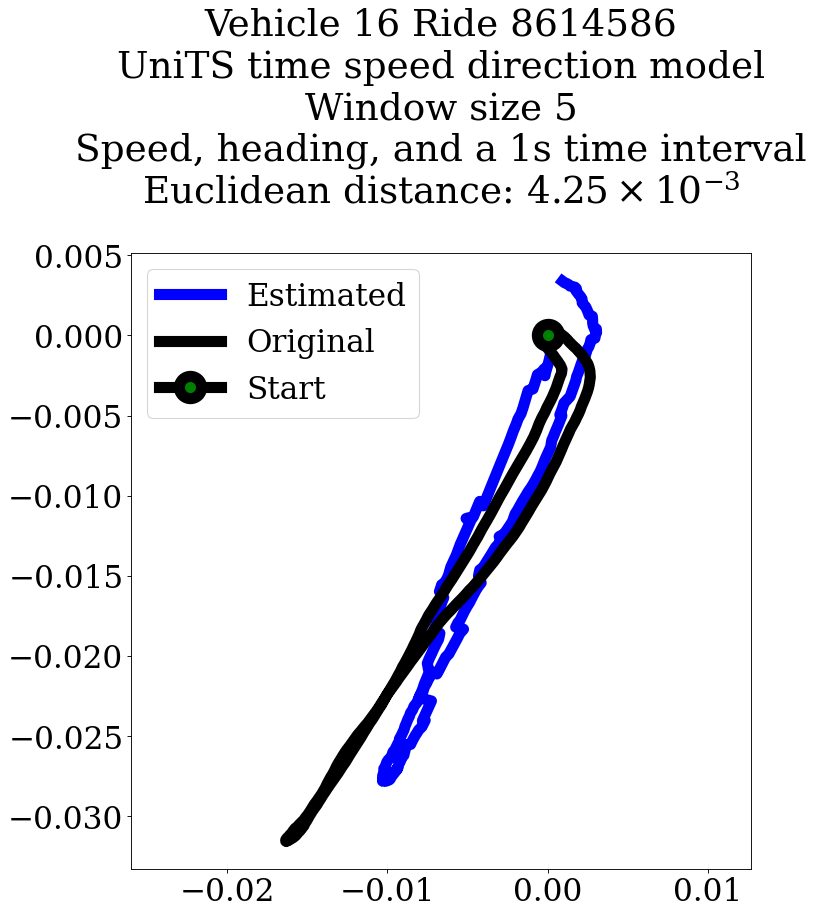 Vehicle 16 Ride 8614586
UniTS time speed direction model
Window size 5
Speed, heading, and a 1s time interval
Euclidean distance: 4.25 × 10⁻³
0.005
0.000
−0.005
−0.010
−0.015
−0.020
−0.025
−0.030
Estimated
Original
Start
−0.02
−0.01
0.00
0.01